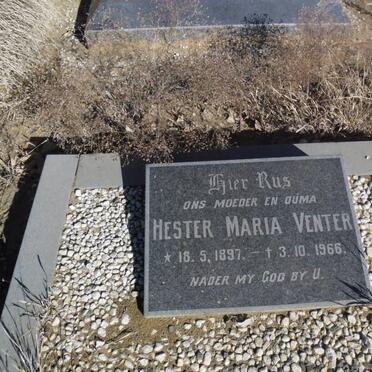 Hier Rus
ONS MOEDER EN OUMA
HESTER MARIA VENTER
* 18.5.1897. - † 3.10.1966.
NADER MY GOD BY U.